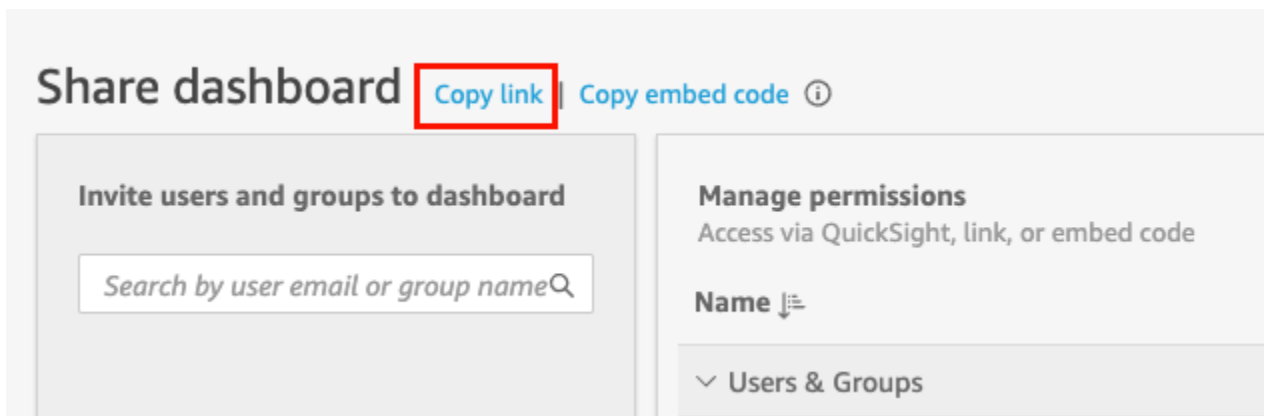 Share dashboard Copy link | Copy embed code
Invite users and groups to dashboard
Search by user email or group name
Manage permissions
Access via QuickSight, link, or embed code
Name
Users & Groups